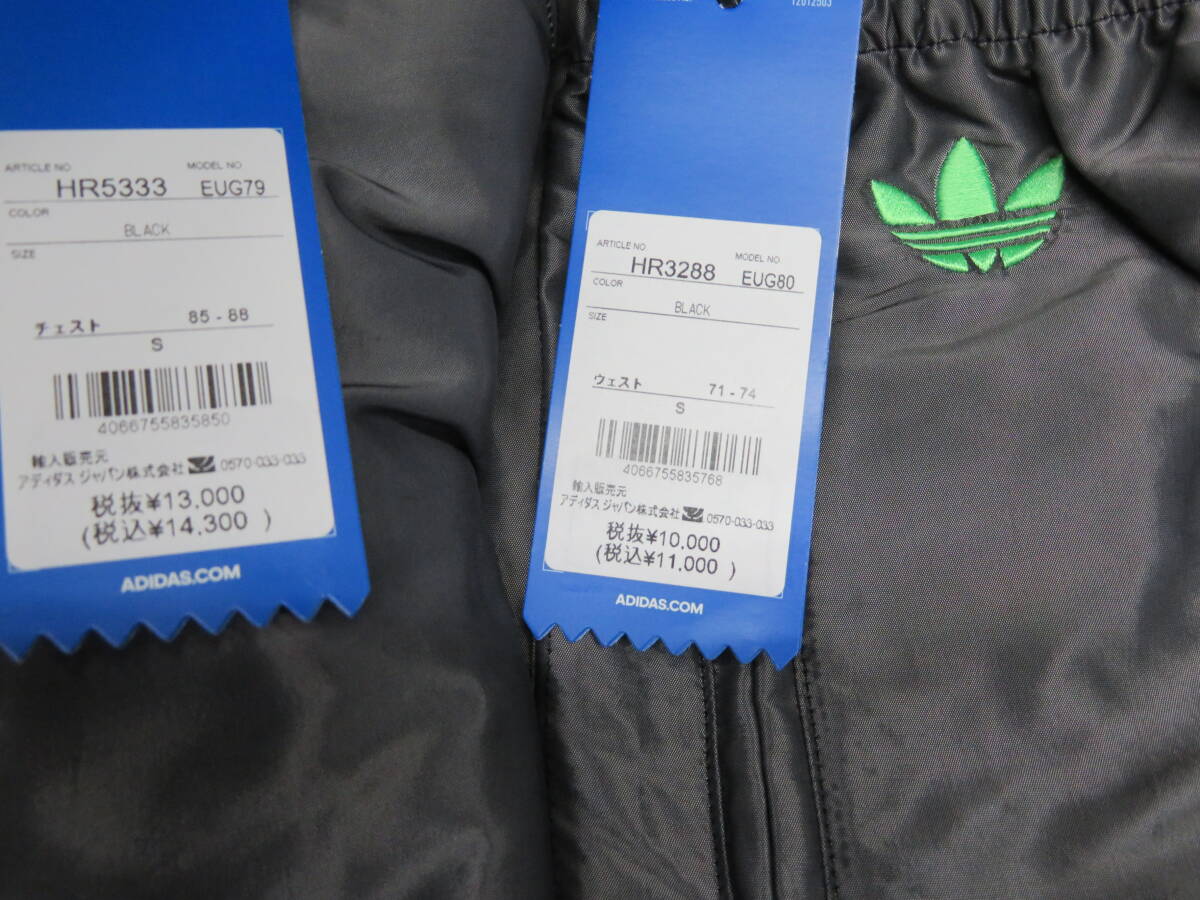 ARTICLE NO MODEL NO
HR5333 EUG79
COLOR
BLACK
SIZE
チェスト 85 - 88
S
4066755835850
輸入販売元
アディダス ジャパン株式会社 0570-033-033
税抜¥13,000
(税込¥14,300 )
ADIDAS.COM
12012503
ARTICLE NO MODEL NO
HR3288 EUG80
COLOR
BLACK
SIZE
ウェスト 71 - 74
S
4066755835768
輸入販売元
アディダス ジャパン株式会社 0570-033-033
税抜¥10,000
(税込¥11,000 )
ADIDAS.COM